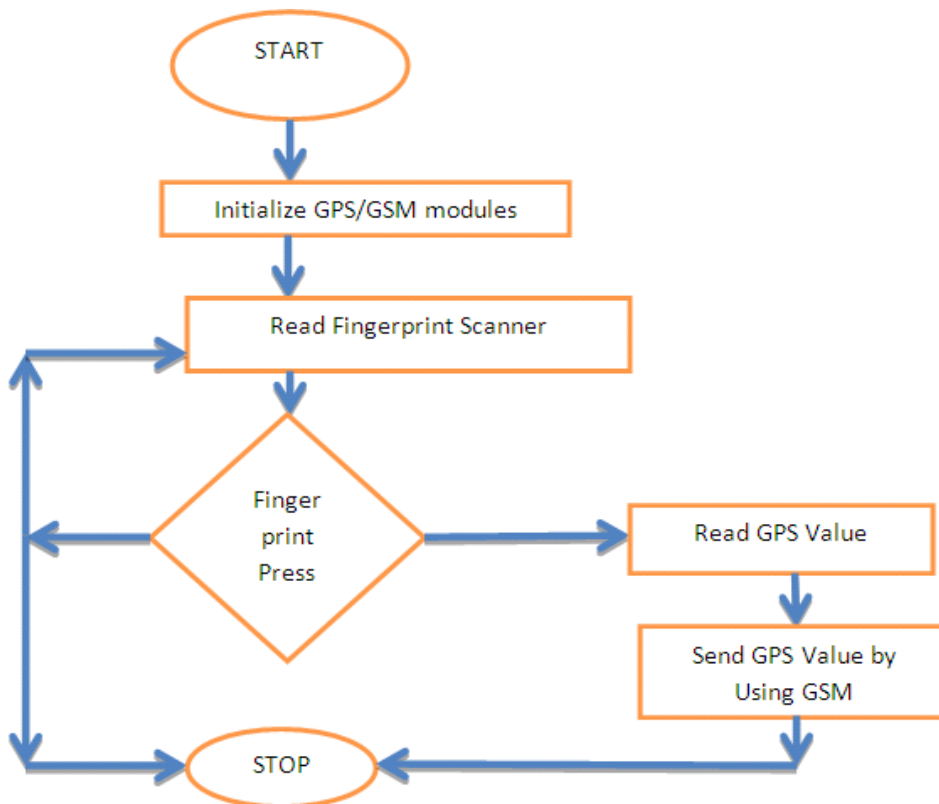 START
Initialize GPS/GSM modules
Read Fingerprint Scanner
Finger
print
Press
Read GPS Value
Send GPS Value by
Using GSM
STOP